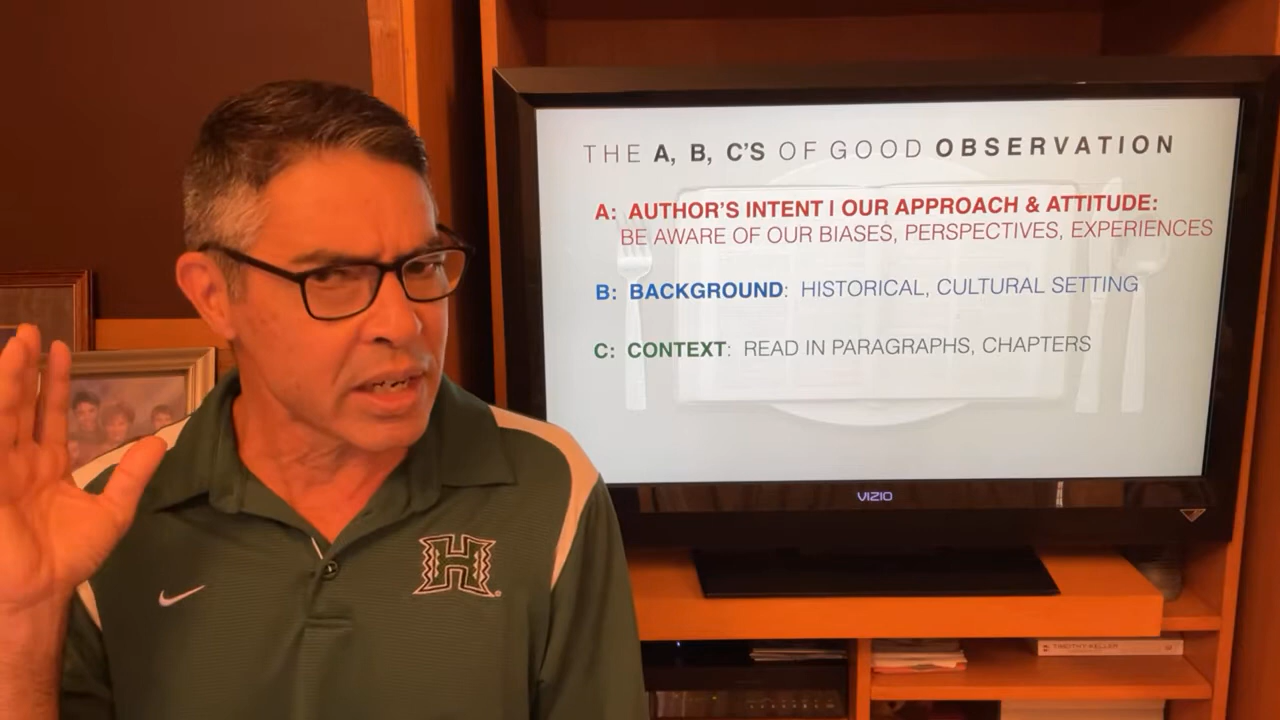 THE A, B, C'S OF GOOD OBSERVATION
A: AUTHOR'S INTENT | OUR APPROACH & ATTITUDE:
BE AWARE OF OUR BIASES, PERSPECTIVES, EXPERIENCES
B: BACKGROUND: HISTORICAL, CULTURAL SETTING
C: CONTEXT: READ IN PARAGRAPHS, CHAPTERS
VIZIO
H
TIMOTHY KELLER